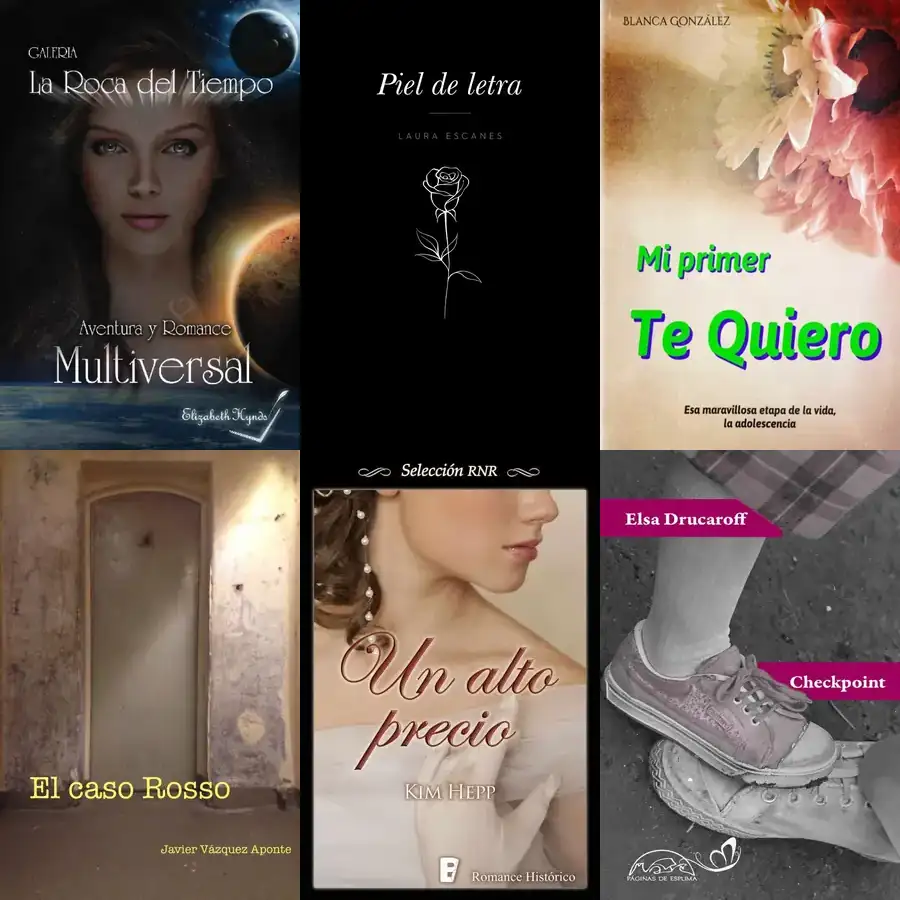 GALERIA
La Roca del Tiempo
Aventura y Romance
Multiversal
Elizabeth Hynds
Piel de letra
LAURA ESCANES
BLANCA GONZÁLEZ
Mi primer
Te Quiero
Esa maravillosa etapa de la vida,
la adolescencia
El caso Rosso
Javier Vázquez Aponte
Selección RNR
Un alto
precio
KIM HEPP
B
Romance Histórico
Elsa Drucaroff
Checkpoint
PÁGINAS DE ESPUMA